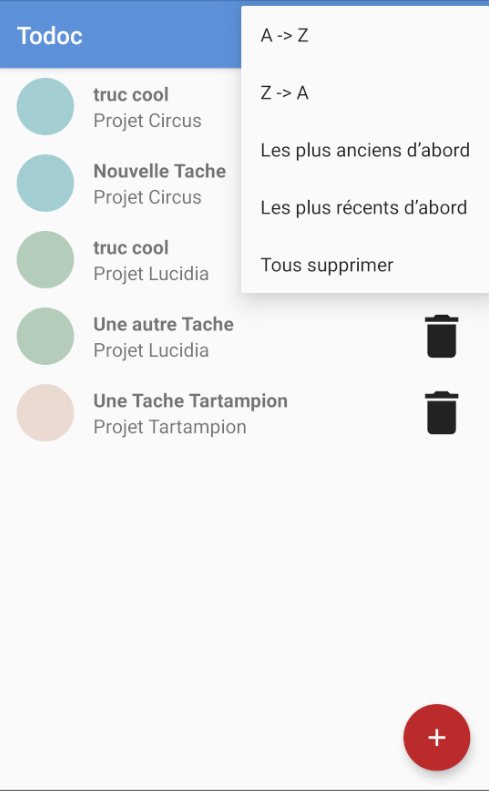 Todoc
A -> Z
Z -> A
Les plus anciens d’abord
Les plus récents d’abord
Tous supprimer
truc cool
Projet Circus
Nouvelle Tache
Projet Circus
truc cool
Projet Lucidia
Une autre Tache
Projet Lucidia
Une Tache Tartampion
Projet Tartampion
+